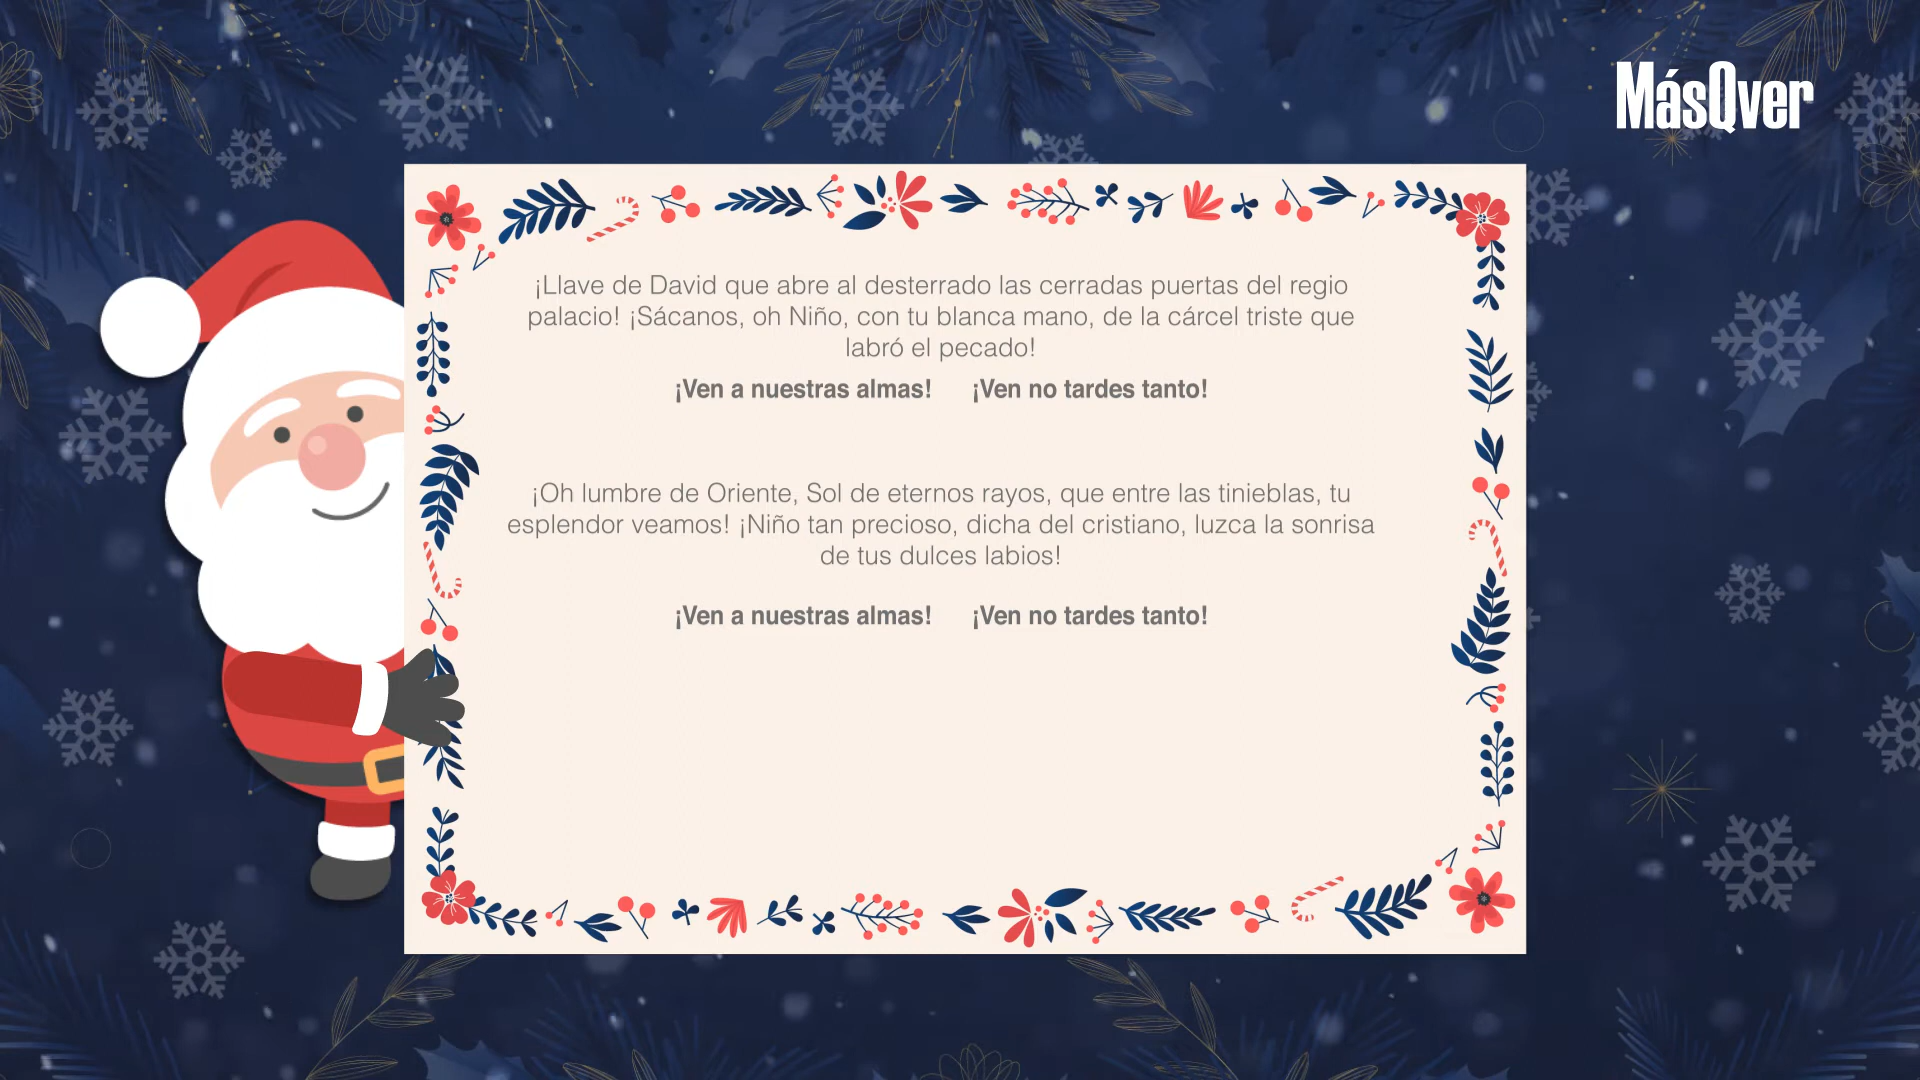 MásQver
¡Llave de David que abre al desterrado las cerradas puertas del regio
palacio! ¡Sácanos, oh Niño, con tu blanca mano, de la cárcel triste que
labró el pecado!
¡Ven a nuestras almas! ¡Ven no tardes tanto!
¡Oh lumbre de Oriente, Sol de eternos rayos, que entre las tinieblas, tu
esplendor veamos! ¡Niño tan precioso, dicha del cristiano, luzca la sonrisa
de tus dulces labios!
¡Ven a nuestras almas! ¡Ven no tardes tanto!